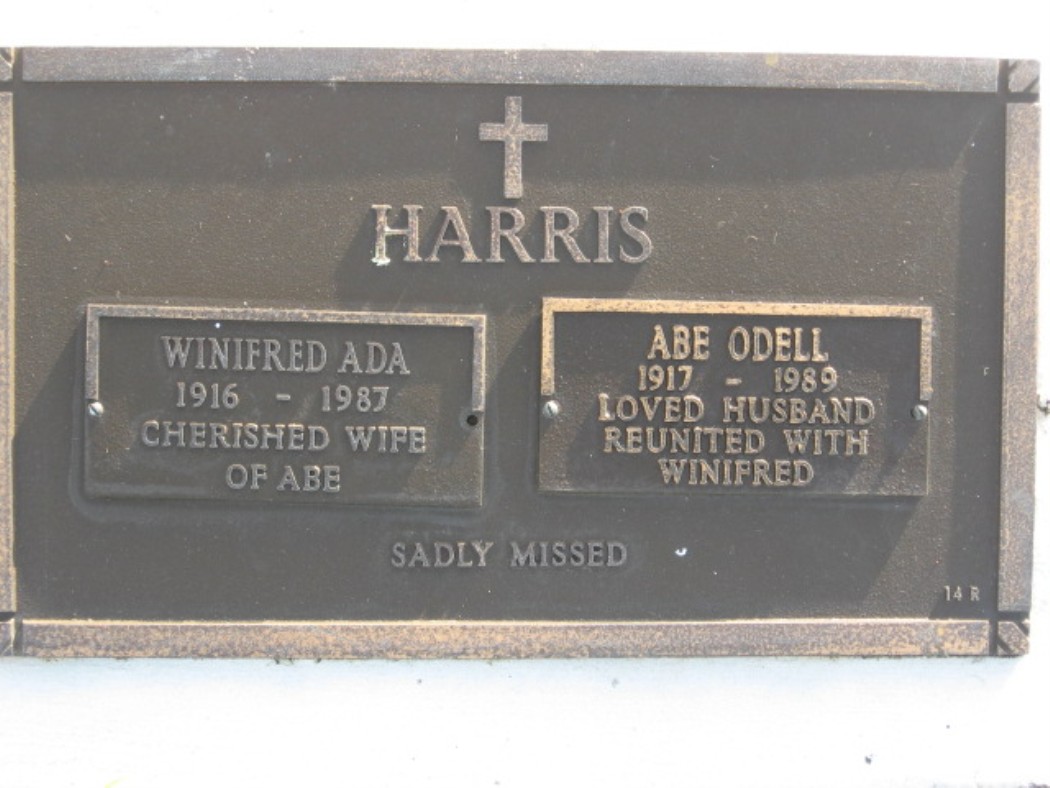 HARRIS
WINIFRED ADA
1916 - 1987
CHERISHED WIFE
OF ABE
ABE ODELL
1917 - 1989
LOVED HUSBAND
REUNITED WITH
WINIFRED
SADLY MISSED
14 R